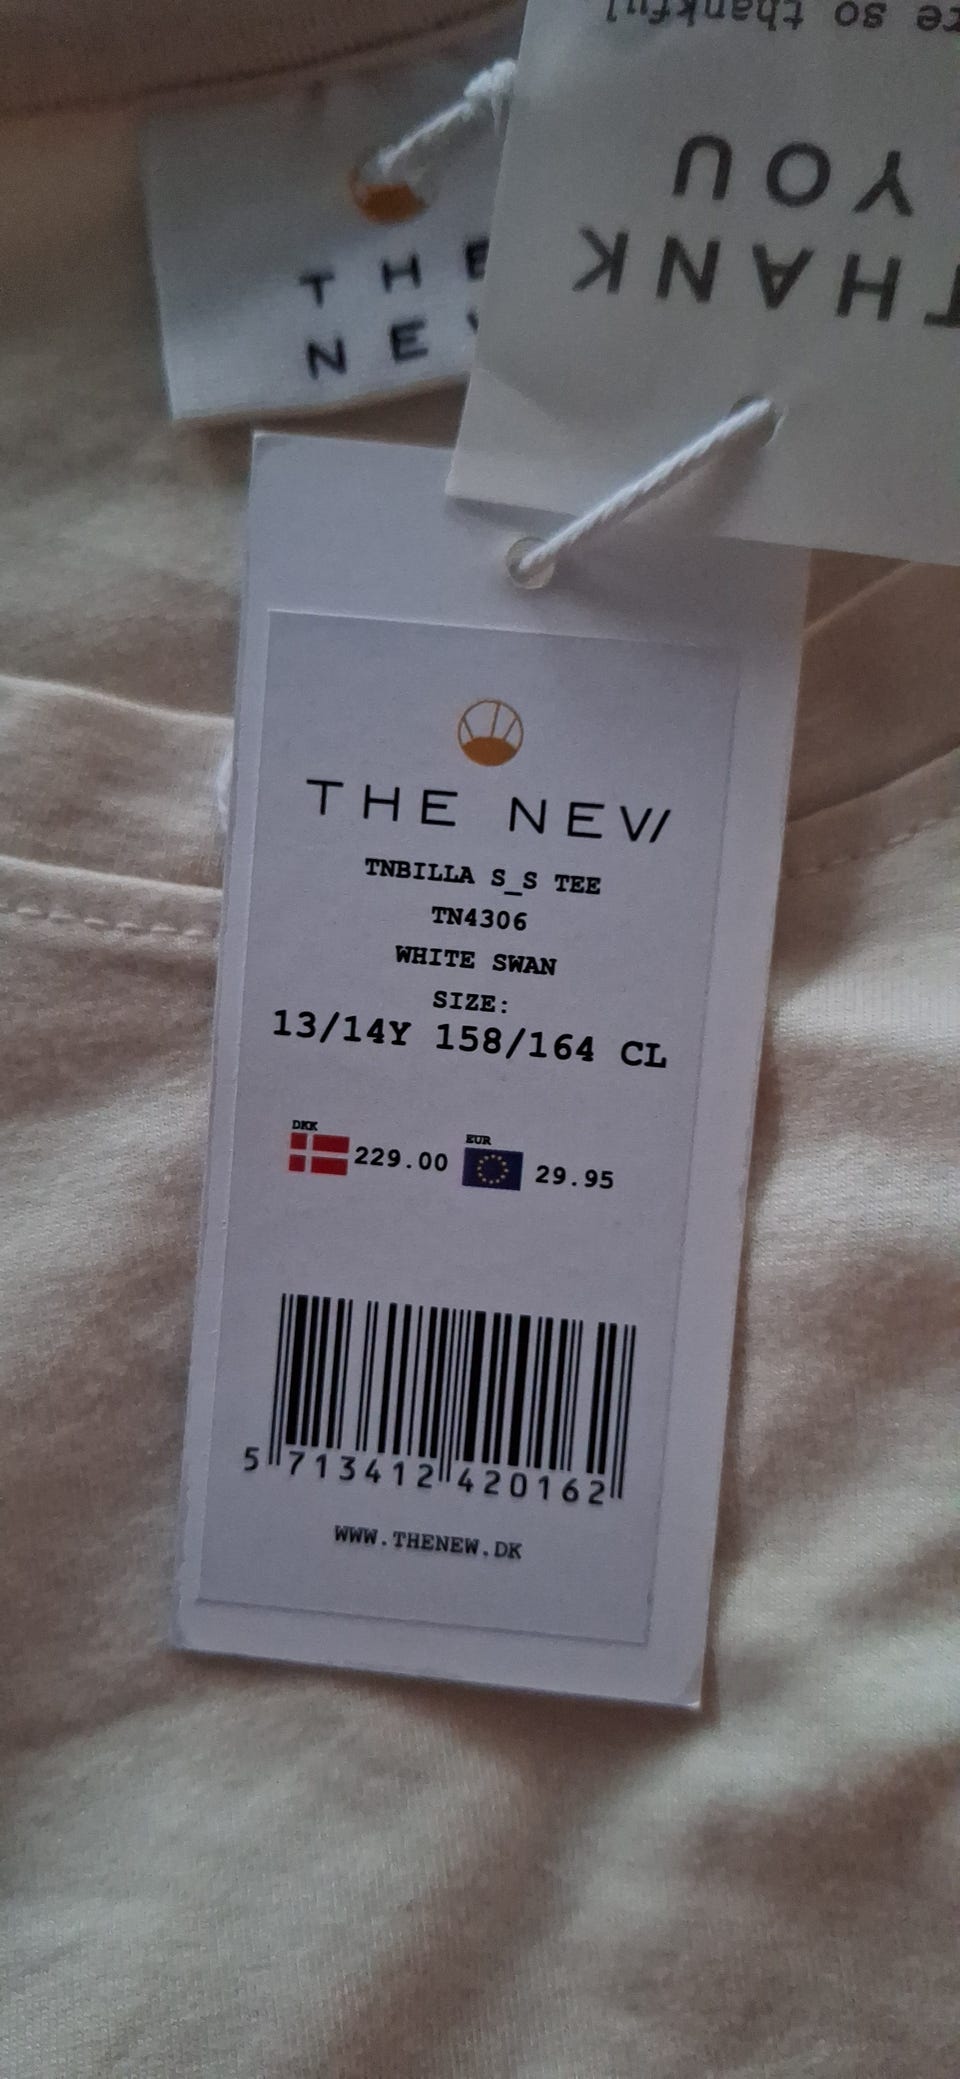 re so thankful
THANK
YOU
THE
NEW
THE NEW
TNBILLA S_S TEE
TN4306
WHITE SWAN
SIZE:
13/14Y 158/164 CL
DKK 229.00 EUR 29.95
5 713412 420162
WWW.THENEW.DK